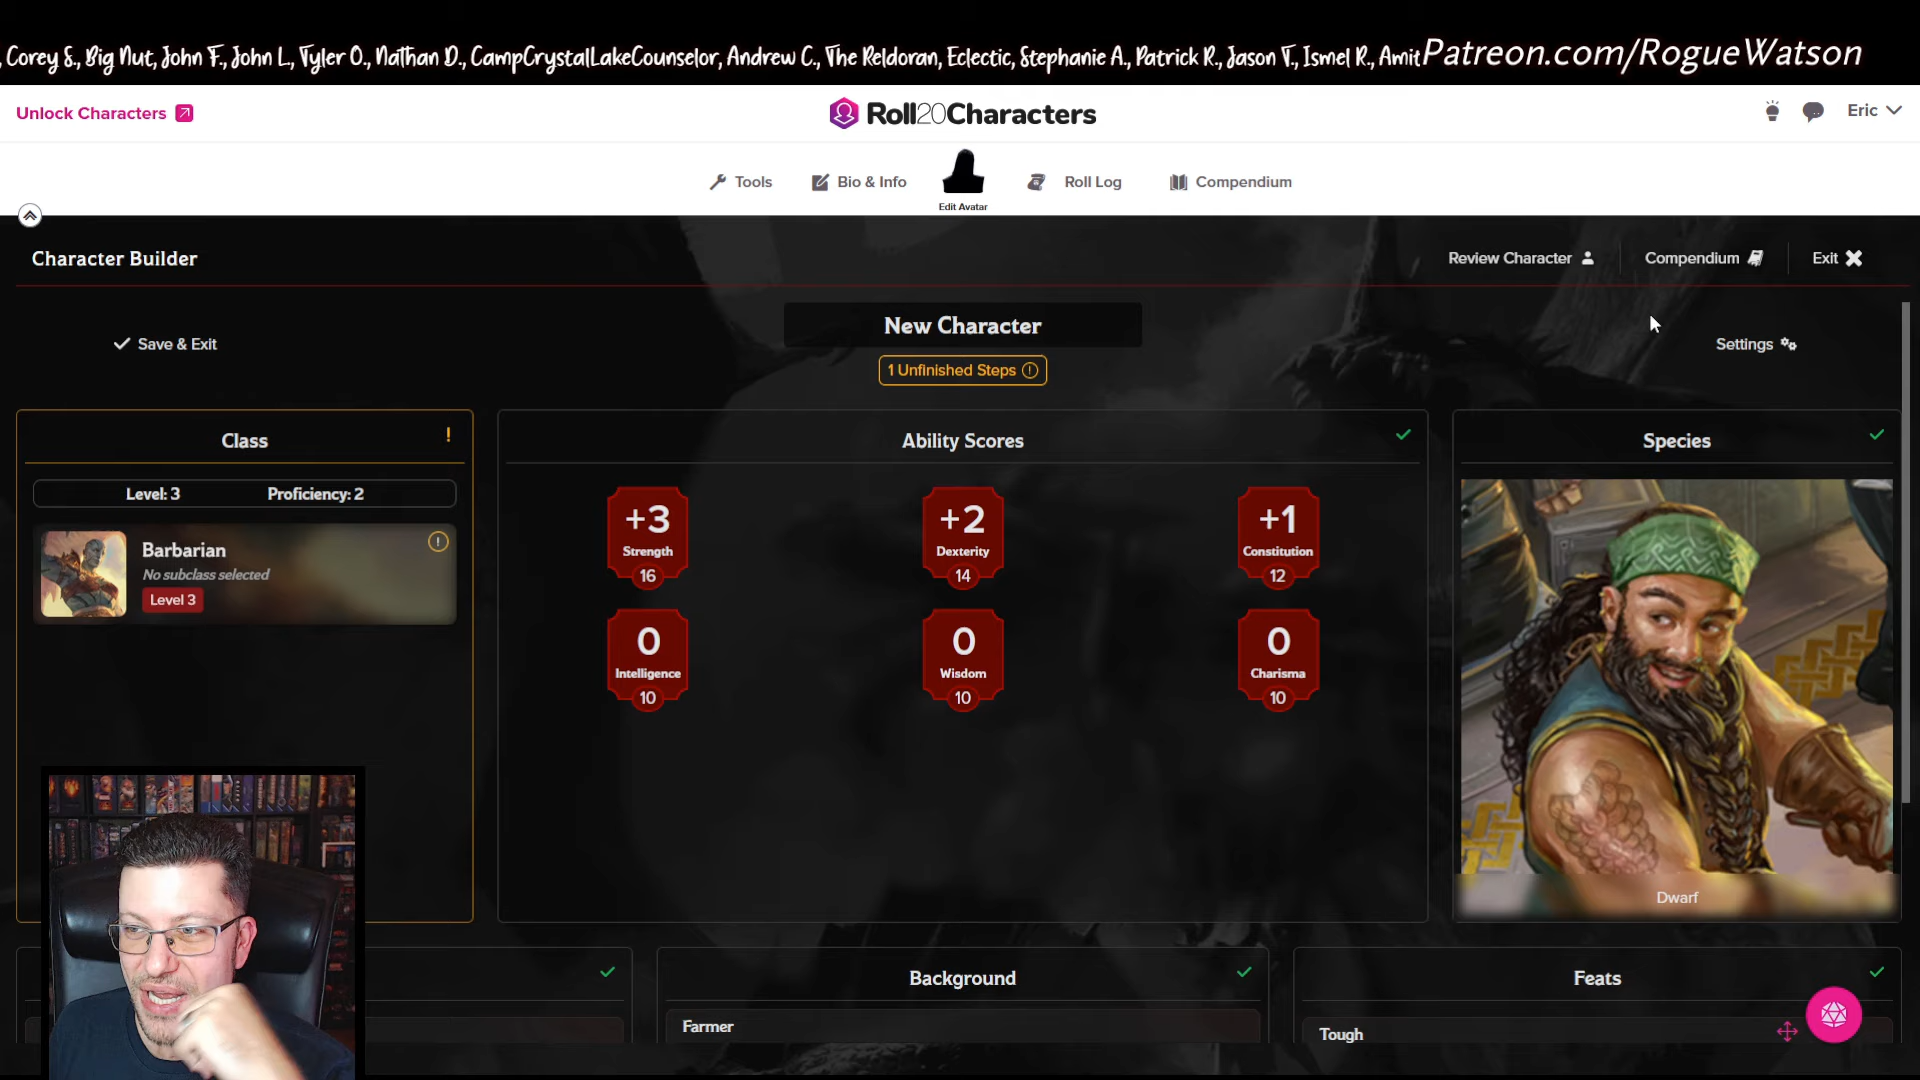 , Corey S., Big Nut, John F., John L., Tyler O., Nathan D., CampCrystalLakeCounselor, Andrew C., The Reldoran, Eclectic, Stephanie A., Patrick R., Jason T., Ismel R., Amit
Patreon.com/RogueWatson
Unlock Characters
Roll20Characters
Eric
Tools
Bio & Info
Edit Avatar
Roll Log
Compendium
Character Builder
Review Character
Compendium
Exit
Save & Exit
New Character
Settings
1 Unfinished Steps
Class
!
Level: 3
Proficiency: 2
Barbarian
No subclass selected
Level 3
Ability Scores
+3
Strength
16
+2
Dexterity
14
+1
Constitution
12
0
Intelligence
10
0
Wisdom
10
0
Charisma
10
Species
Dwarf
Background
Farmer
Feats
Tough